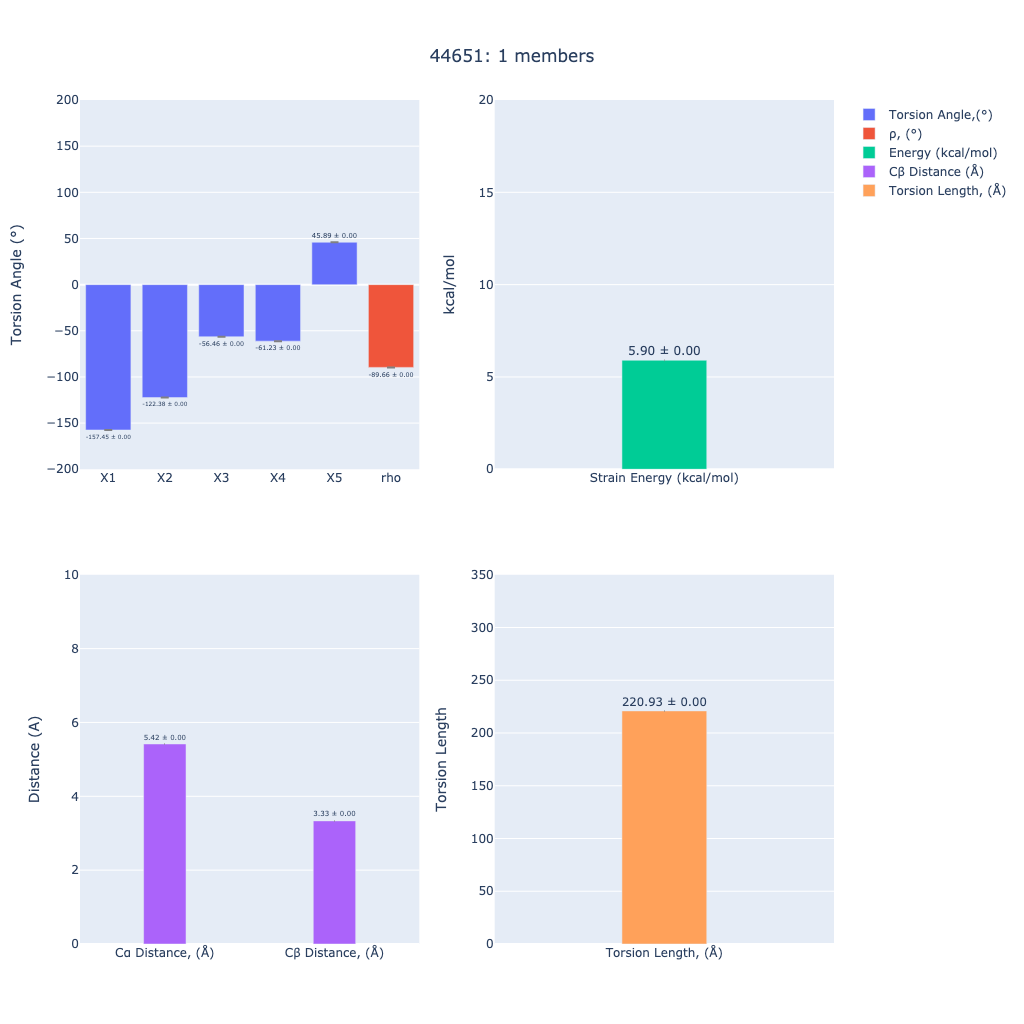 44651: 1 members
200
150
100
50
0
−50
−100
−150
−200
Torsion Angle (°)
-157.45 ± 0.00
-122.38 ± 0.00
-56.46 ± 0.00
-61.23 ± 0.00
45.89 ± 0.00
-89.66 ± 0.00
X1 X2 X3 X4 X5 rho
20
15
10
5
0
kcal/mol
5.90 ± 0.00
Strain Energy (kcal/mol)
Torsion Angle,(°)
ρ, (°)
Energy (kcal/mol)
Cβ Distance (Å)
Torsion Length, (Å)
10
8
6
4
2
0
Distance (A)
5.42 ± 0.00
3.33 ± 0.00
Cα Distance, (Å) Cβ Distance, (Å)
350
300
250
200
150
100
50
0
Torsion Length
220.93 ± 0.00
Torsion Length, (Å)